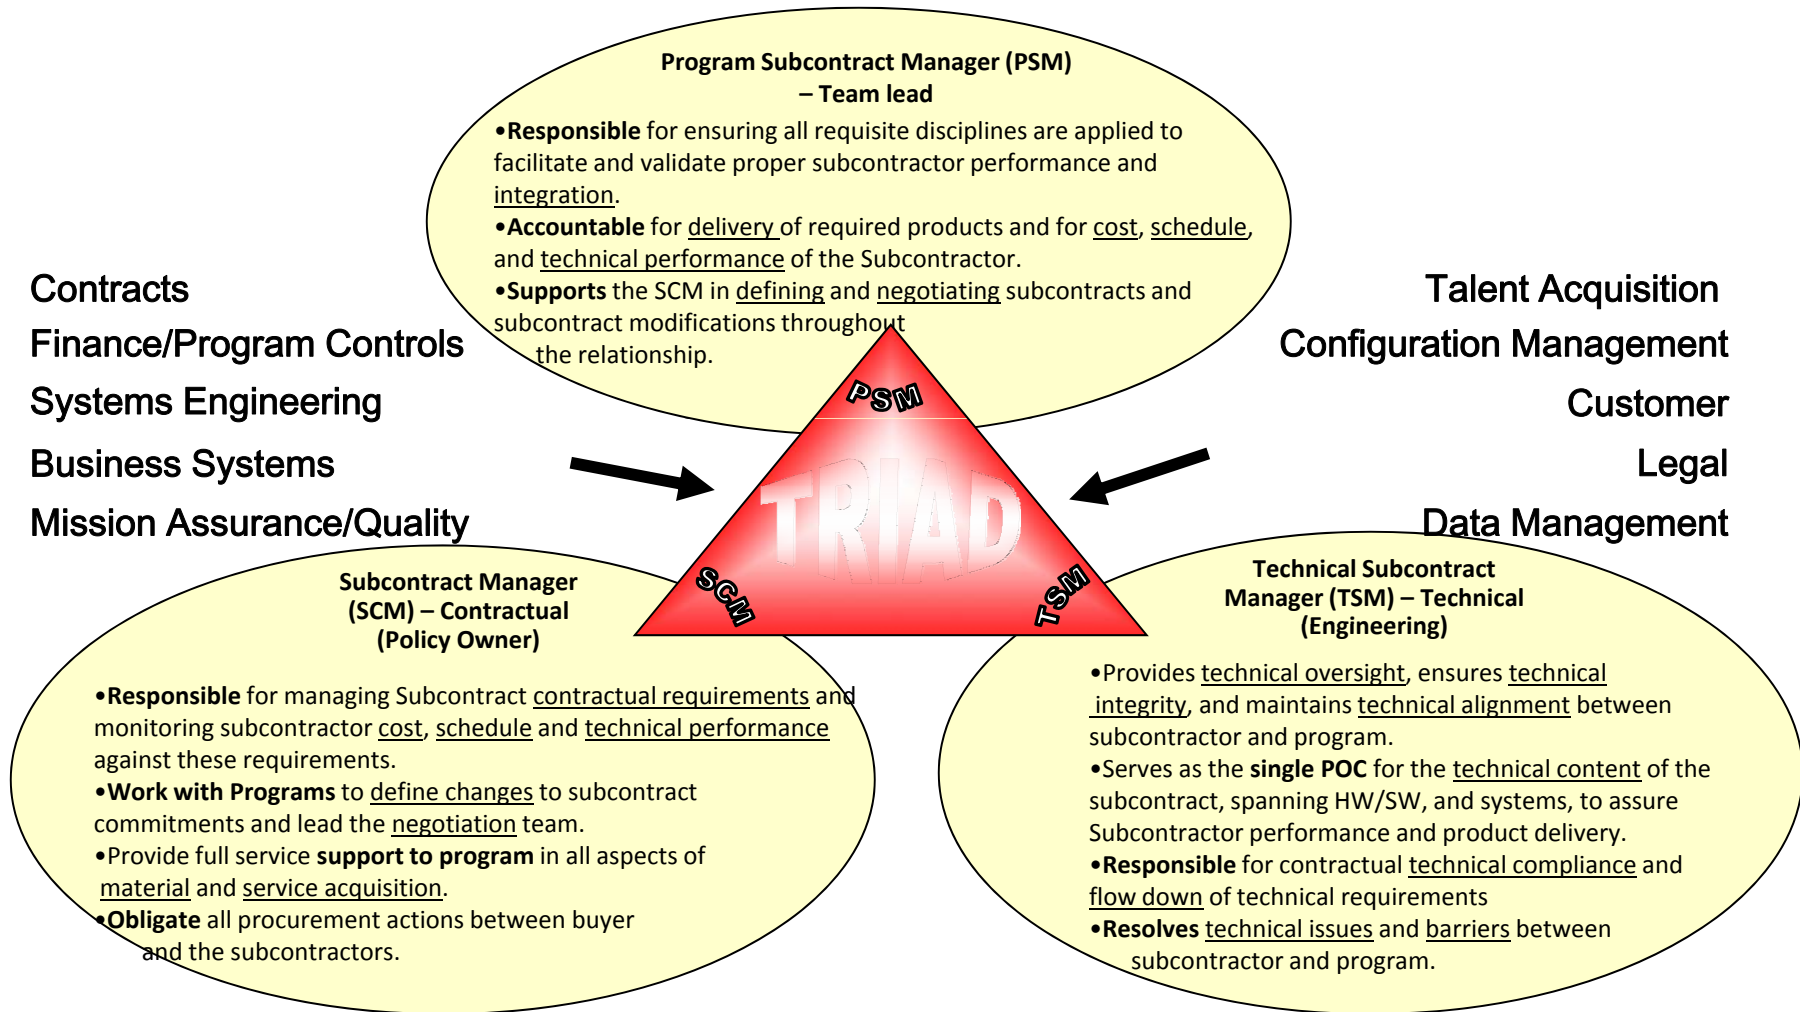 Program Subcontract Manager (PSM)
– Team lead
•Responsible for ensuring all requisite disciplines are applied to
facilitate and validate proper subcontractor performance and
integration.
•Accountable for delivery of required products and for cost, schedule,
and technical performance of the Subcontractor.
•Supports the SCM in defining and negotiating subcontracts and
subcontract modifications throughout
the relationship.
Contracts
Finance/Program Controls
Systems Engineering
Business Systems
Mission Assurance/Quality
Talent Acquisition
Configuration Management
Customer
Legal
Data Management
PSM
TRIAD
SCM
TSM
Subcontract Manager
(SCM) – Contractual
(Policy Owner)
•Responsible for managing Subcontract contractual requirements and
monitoring subcontractor cost, schedule and technical performance
against these requirements.
•Work with Programs to define changes to subcontract
commitments and lead the negotiation team.
•Provide full service support to program in all aspects of
material and service acquisition.
•Obligate all procurement actions between buyer
and the subcontractors.
Technical Subcontract
Manager (TSM) – Technical
(Engineering)
•Provides technical oversight, ensures technical
integrity, and maintains technical alignment between
subcontractor and program.
•Serves as the single POC for the technical content of the
subcontract, spanning HW/SW, and systems, to assure
Subcontractor performance and product delivery.
•Responsible for contractual technical compliance and
flow down of technical requirements
•Resolves technical issues and barriers between
subcontractor and program.